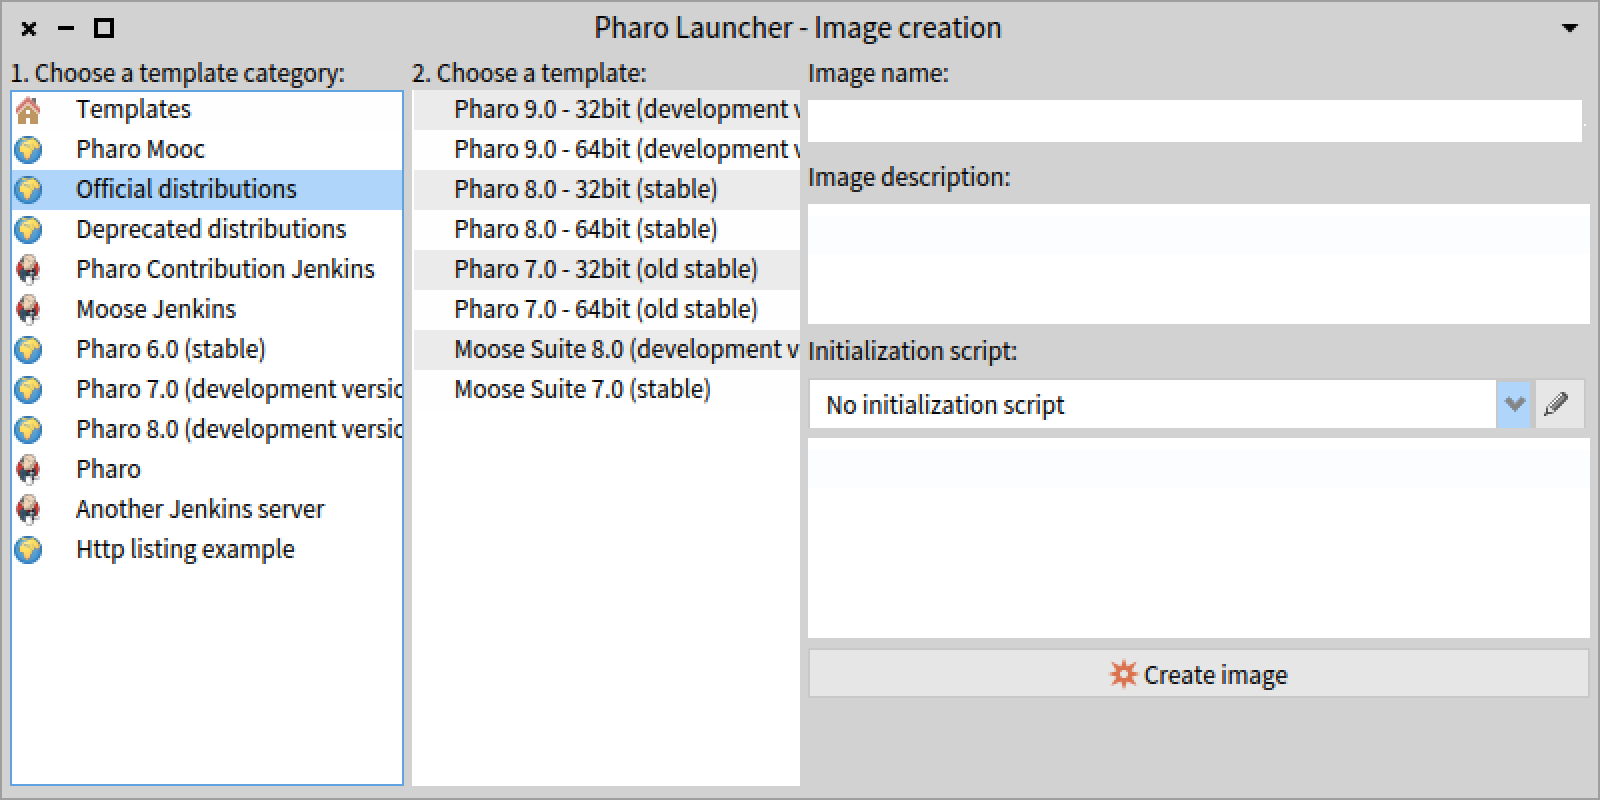 Pharo Launcher - Image creation
1. Choose a template category:
Templates
Pharo Mooc
Official distributions
Deprecated distributions
Pharo Contribution Jenkins
Moose Jenkins
Pharo 6.0 (stable)
Pharo 7.0 (development versic
Pharo 8.0 (development versic
Pharo
Another Jenkins server
Http listing example
2. Choose a template:
Pharo 9.0 - 32bit (development v
Pharo 9.0 - 64bit (development v
Pharo 8.0 - 32bit (stable)
Pharo 8.0 - 64bit (stable)
Pharo 7.0 - 32bit (old stable)
Pharo 7.0 - 64bit (old stable)
Moose Suite 8.0 (development v
Moose Suite 7.0 (stable)
Image name:
Image description:
Initialization script:
No initialization script
Create image